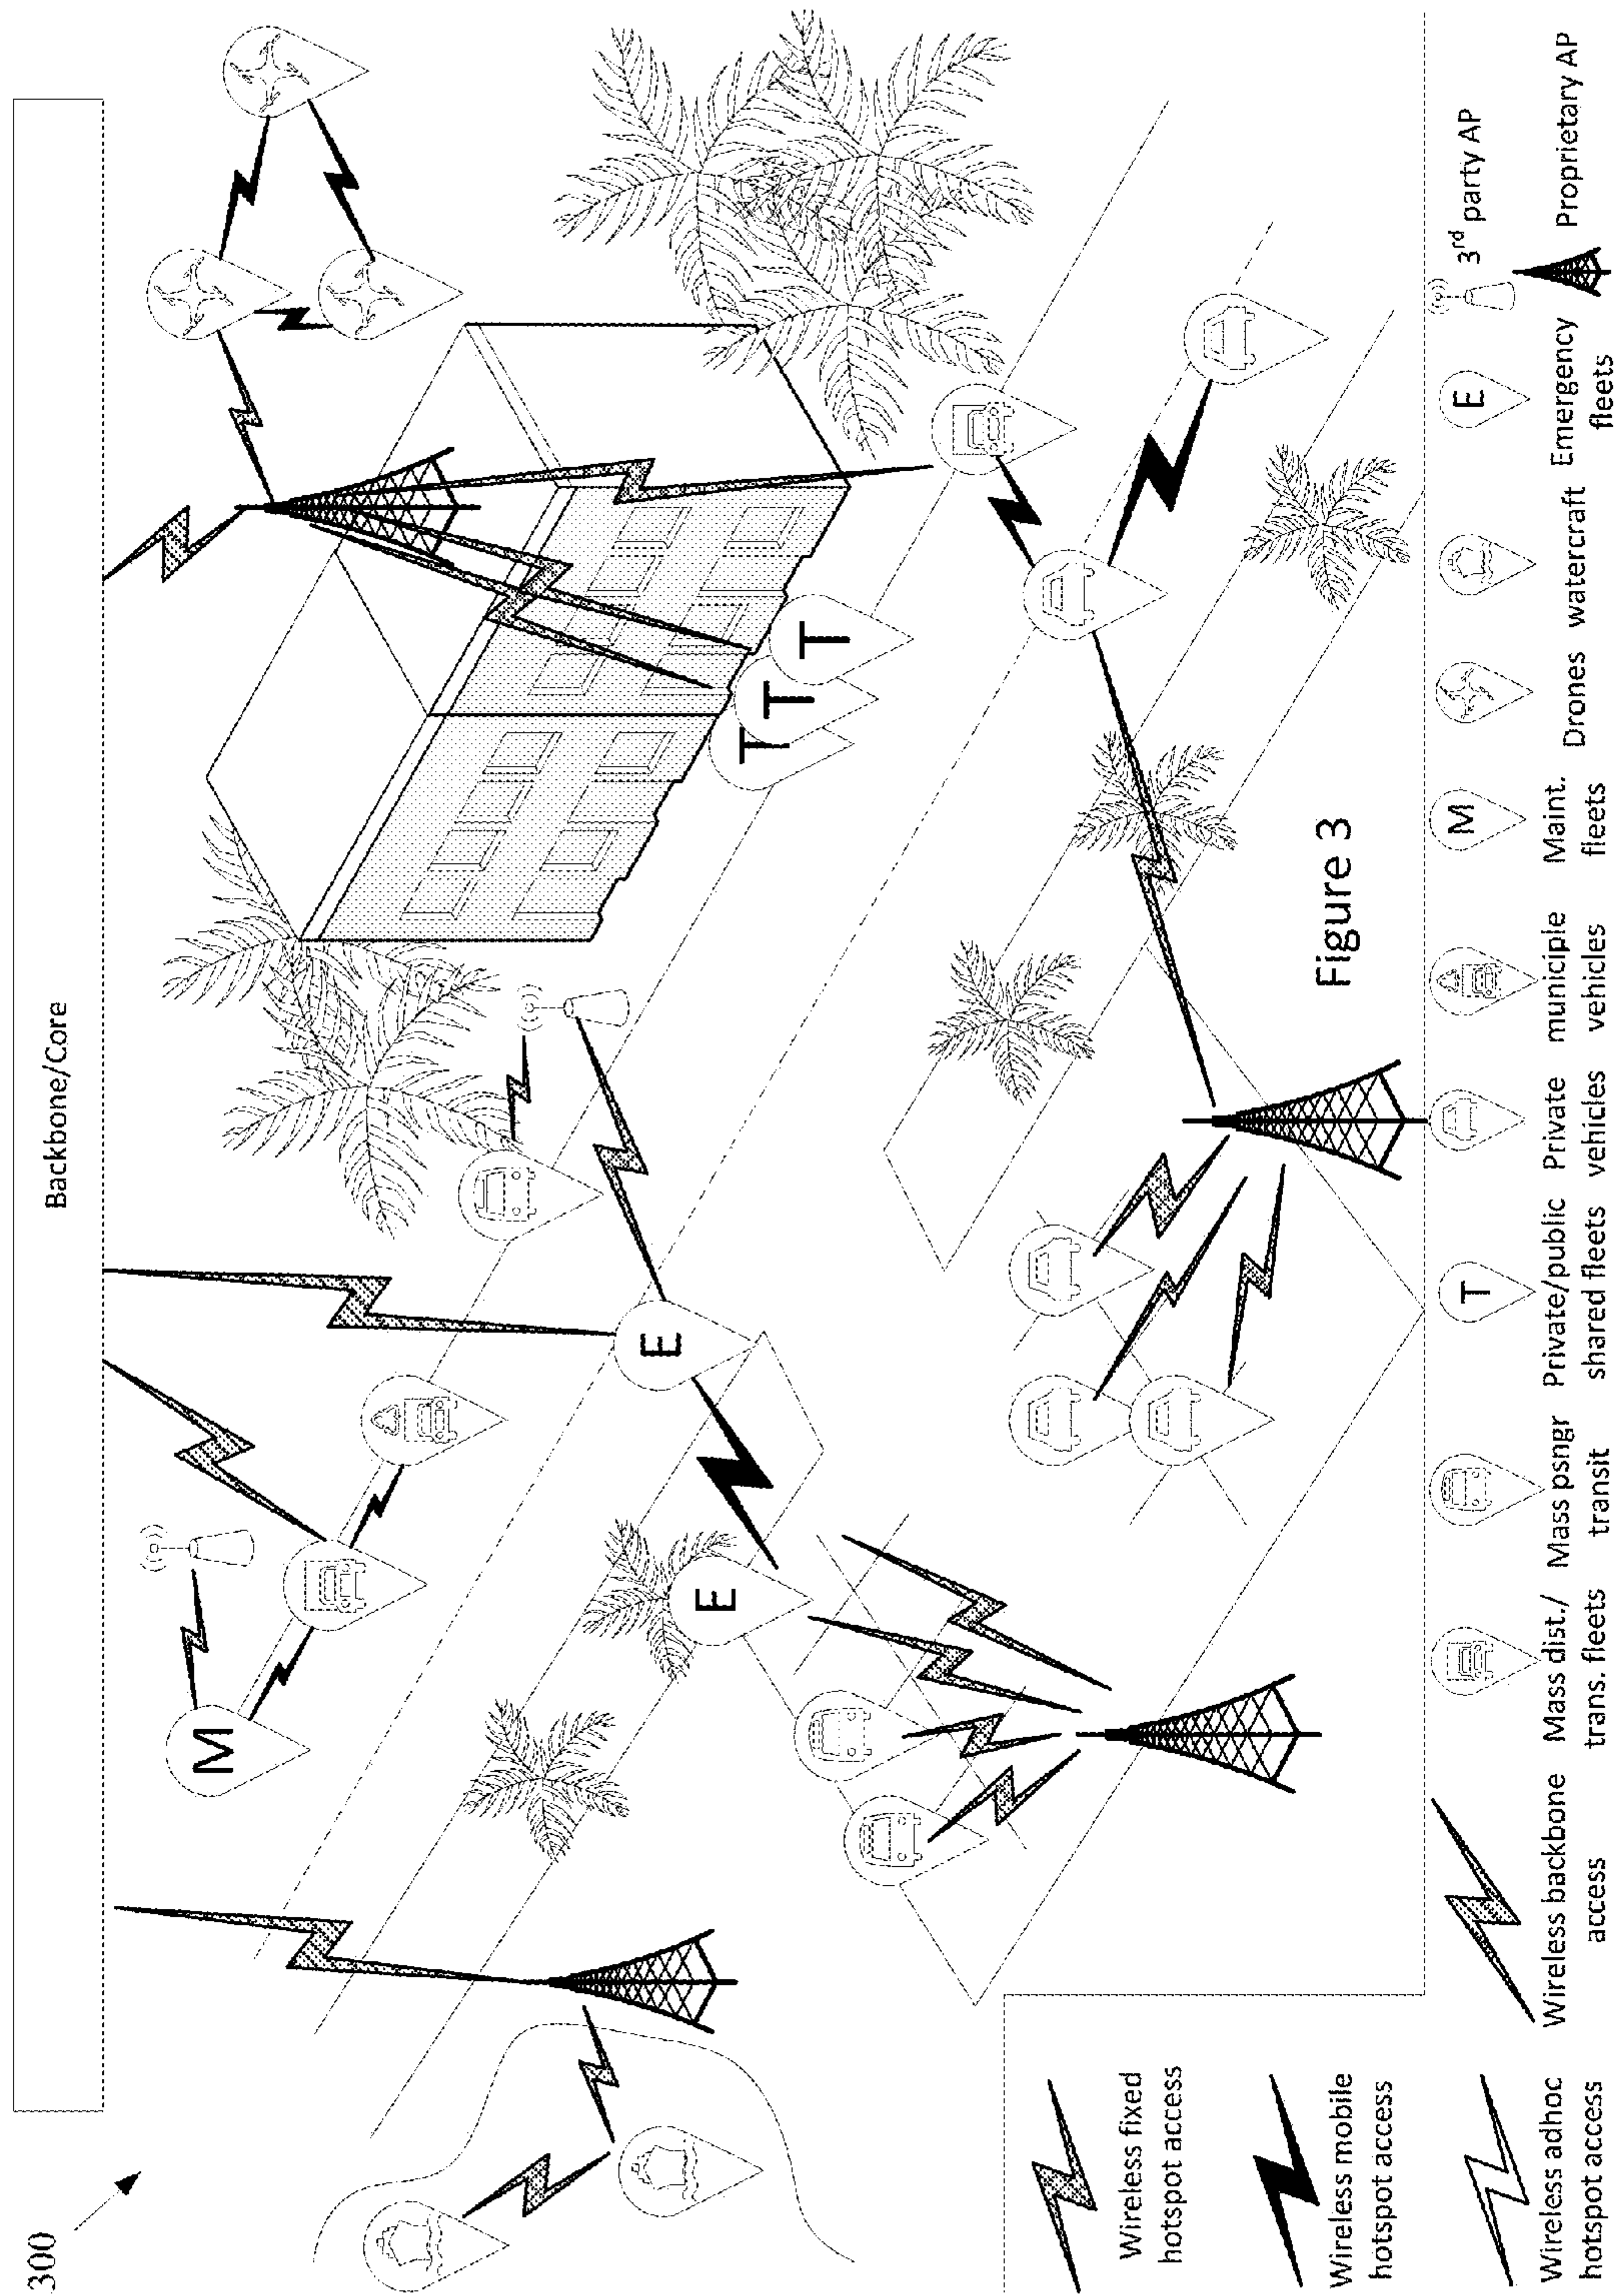 300
Backbone/Core
M
E
E
T
T
T
Figure 3
Wireless fixed
hotspot access
Wireless mobile
hotspot access
Wireless adhoc
hotspot access
Wireless backbone
access
Mass dist./
trans. fleets
Mass psngr
transit
T
Private/public
shared fleets
Private
vehicles
municiple
vehicles
M
Maint.
fleets
Drones
watercraft
E
Emergency
fleets
3rd party AP
Proprietary AP